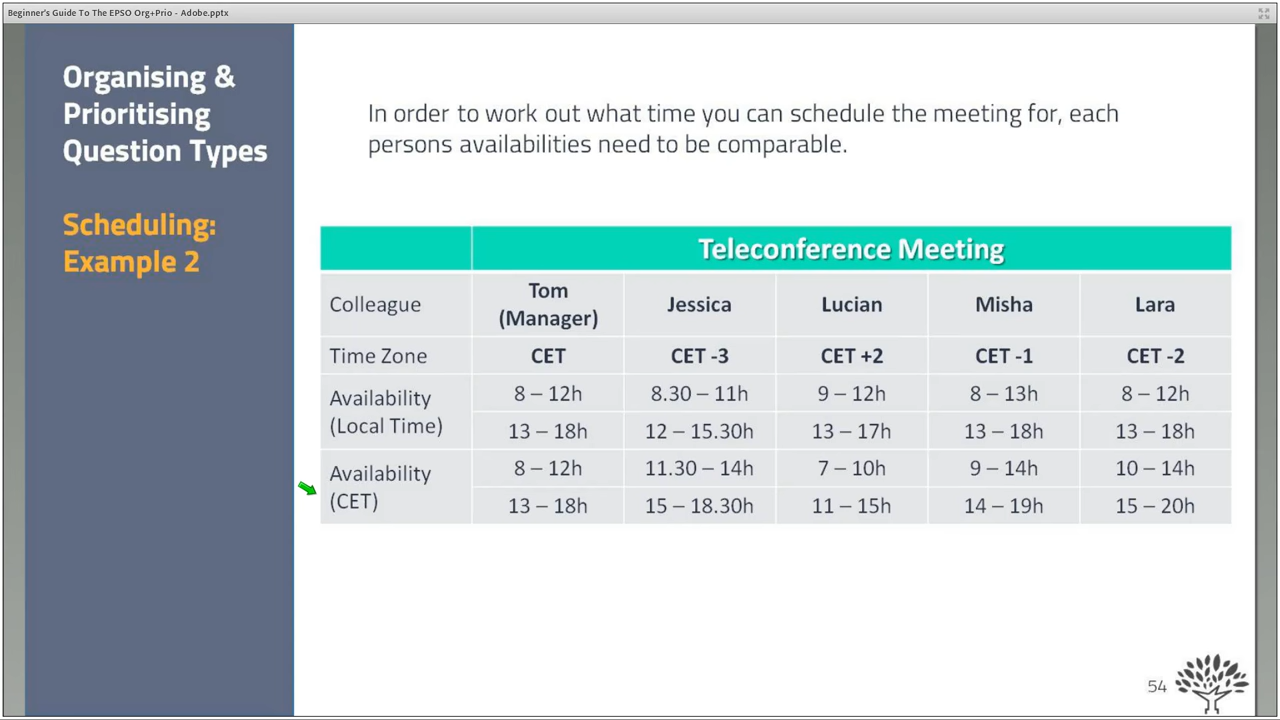 Beginner's Guide To The EPSO Org+Prio - Adobe.pptx
Organising &
Prioritising
Question Types
Scheduling:
Example 2
In order to work out what time you can schedule the meeting for, each
persons availabilities need to be comparable.
Teleconference Meeting
Colleague Tom (Manager) Jessica Lucian Misha Lara
Time Zone CET CET -3 CET +2 CET -1 CET -2
Availability (Local Time) 8 – 12h 8.30 – 11h 9 – 12h 8 – 13h 8 – 12h
13 – 18h 12 – 15.30h 13 – 17h 13 – 18h 13 – 18h
Availability (CET) 8 – 12h 11.30 – 14h 7 – 10h 9 – 14h 10 – 14h
13 – 18h 15 – 18.30h 11 – 15h 14 – 19h 15 – 20h
54